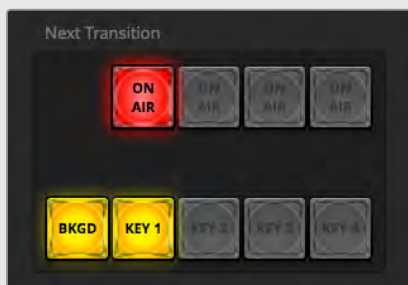 Next Transition
ON AIR ON AIR ON AIR ON AIR
BKGD KEY 1 KEY 2 KEY 3 KEY 4